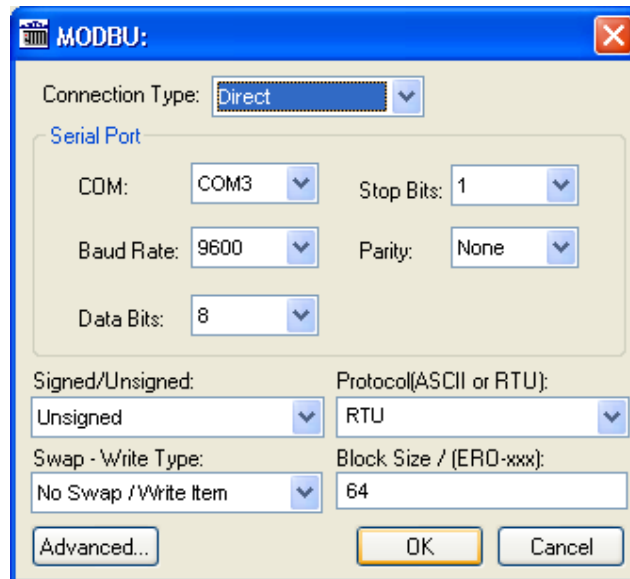 MODBU:
Connection Type: Direct
Serial Port
COM: COM3 Stop Bits: 1
Baud Rate: 9600 Parity: None
Data Bits: 8
Signed/Unsigned: Protocol(ASCII or RTU):
Unsigned RTU
Swap - Write Type: Block Size / (ERO-xxx):
No Swap / Write Item 64
Advanced... OK Cancel